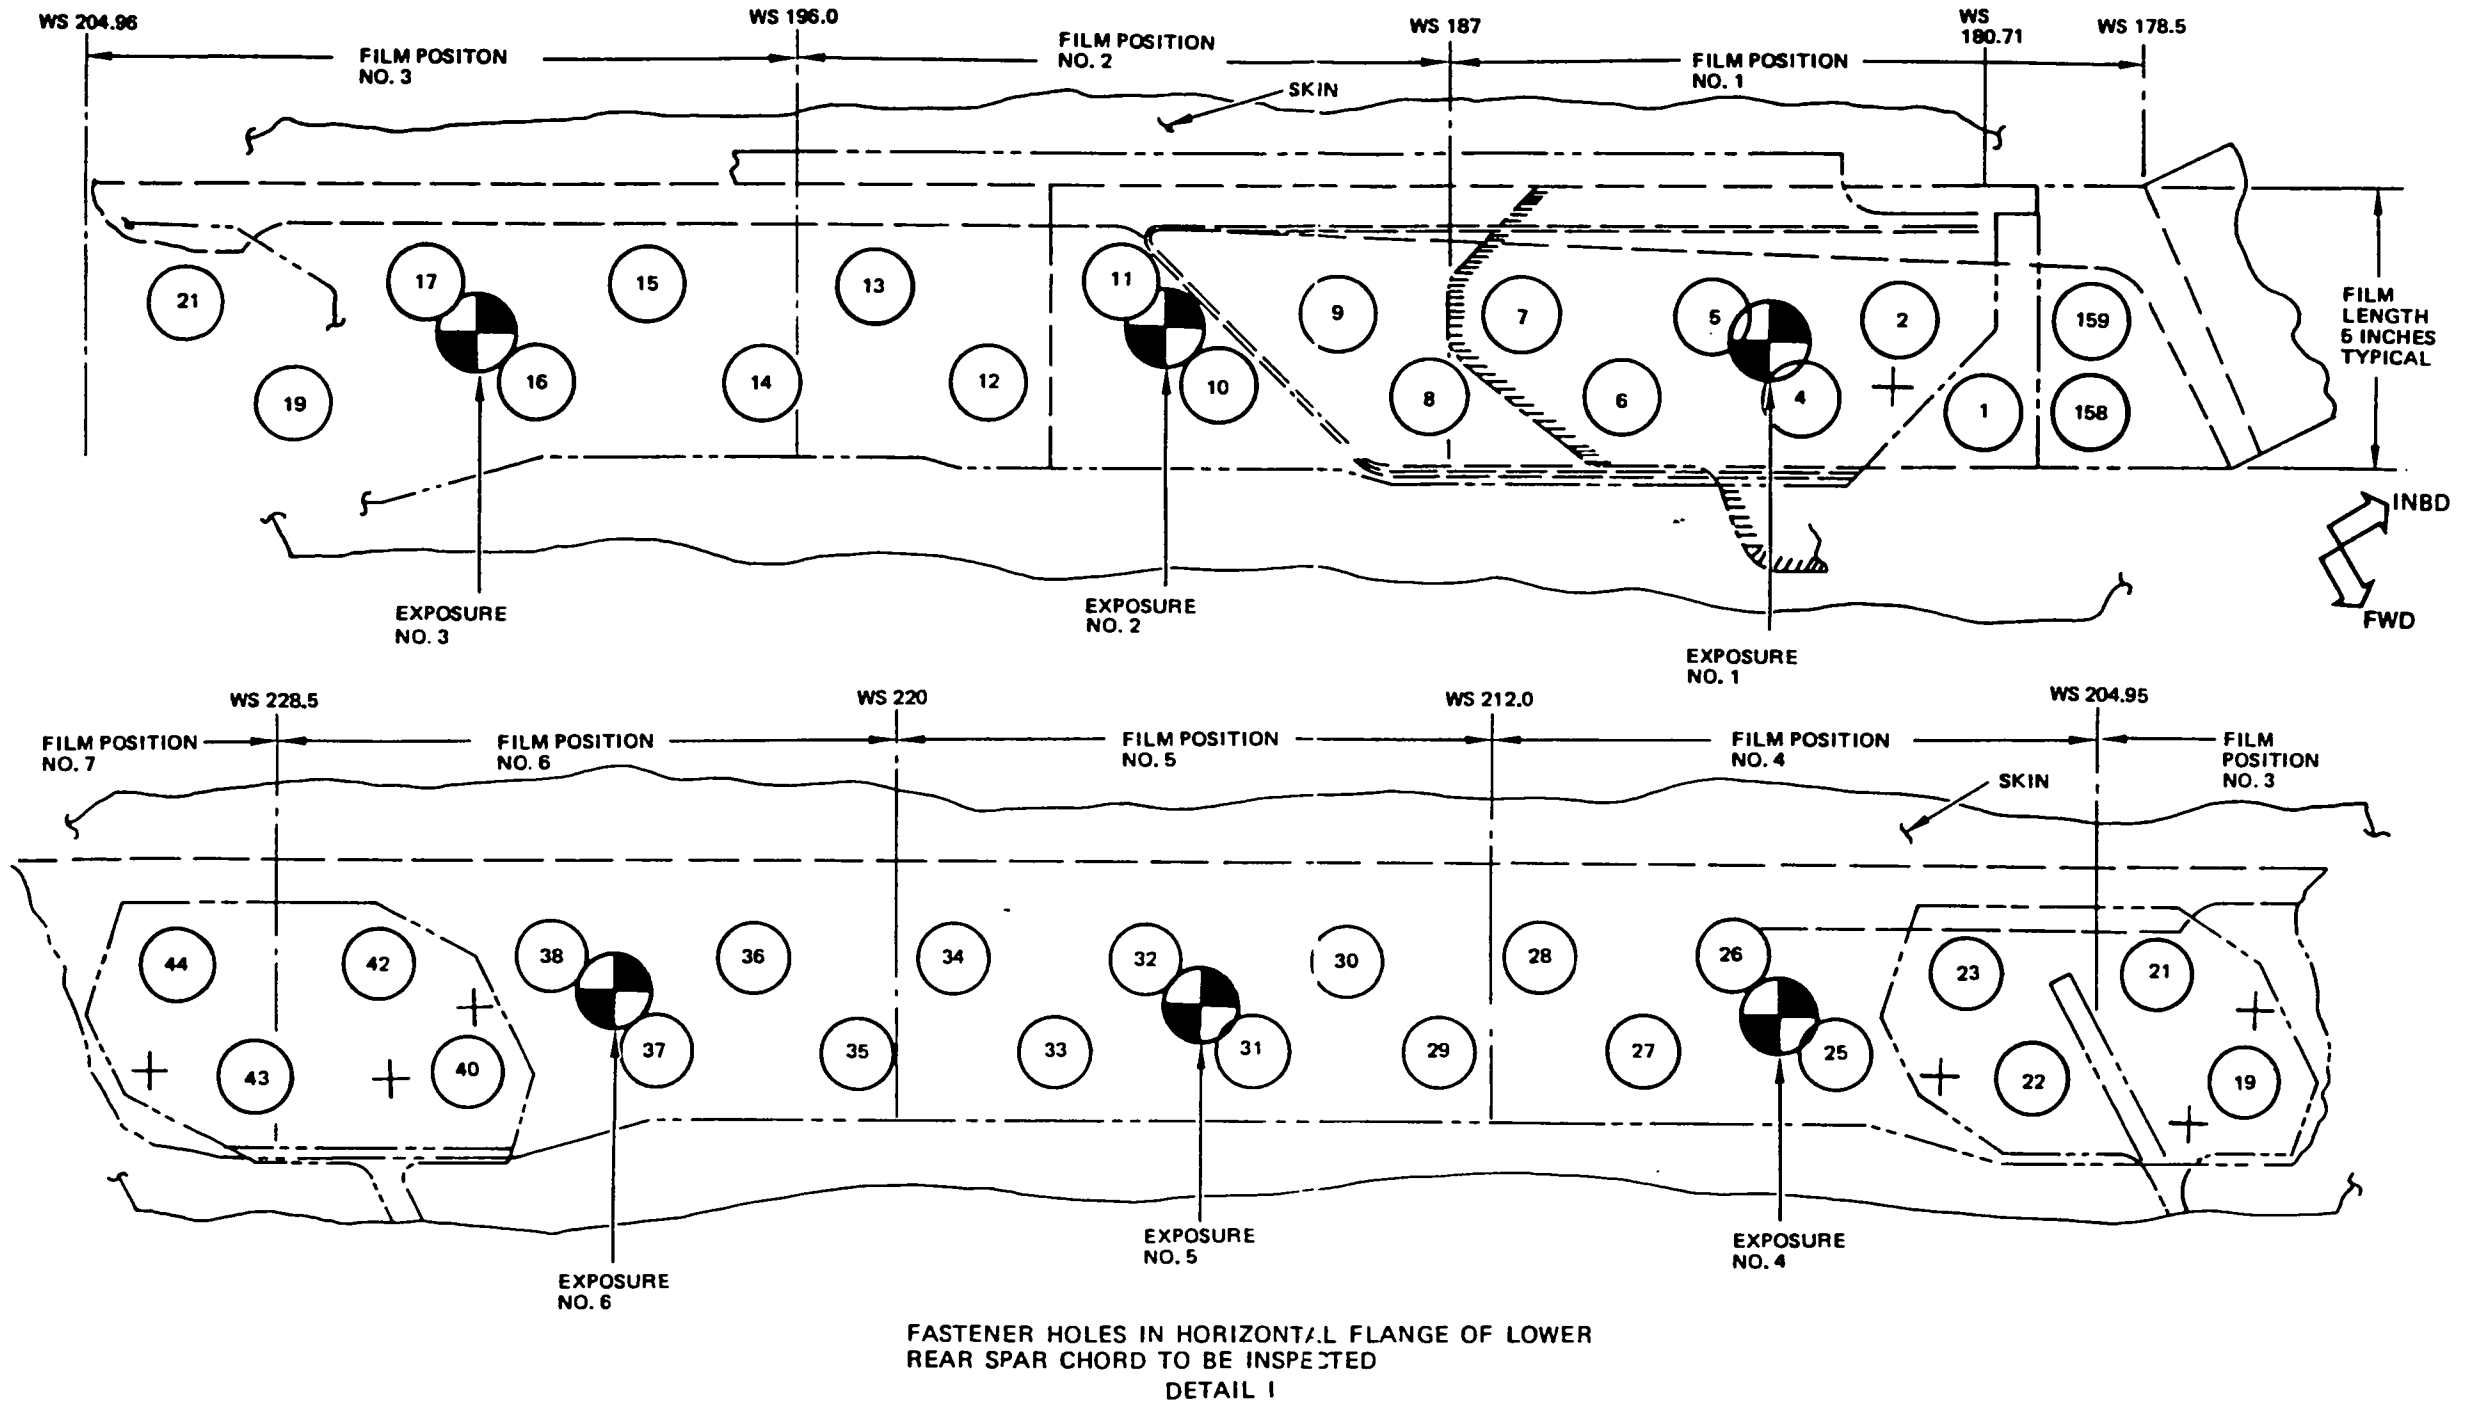 WS 204.96
WS 196.0
WS 187
WS
180.71
WS 178.5
FILM POSITON
NO. 3
FILM POSITION
NO. 2
FILM POSITION
NO. 1
SKIN
21
17
15
13
11
9
7
5
2
159
19
16
14
12
10
8
6
4
1
158
FILM
LENGTH
5 INCHES
TYPICAL
INBD
FWD
EXPOSURE
NO. 3
EXPOSURE
NO. 2
EXPOSURE
NO. 1
WS 228.5
WS 220
WS 212.0
WS 204.95
FILM POSITION
NO. 7
FILM POSITION
NO. 6
FILM POSITION
NO. 5
FILM POSITION
NO. 4
FILM
POSITION
NO. 3
SKIN
44
42
38
36
34
32
30
28
26
23
21
43
40
37
35
33
31
29
27
25
22
19
EXPOSURE
NO. 6
EXPOSURE
NO. 5
EXPOSURE
NO. 4
FASTENER HOLES IN HORIZONTAL FLANGE OF LOWER
REAR SPAR CHORD TO BE INSPECTED
DETAIL I